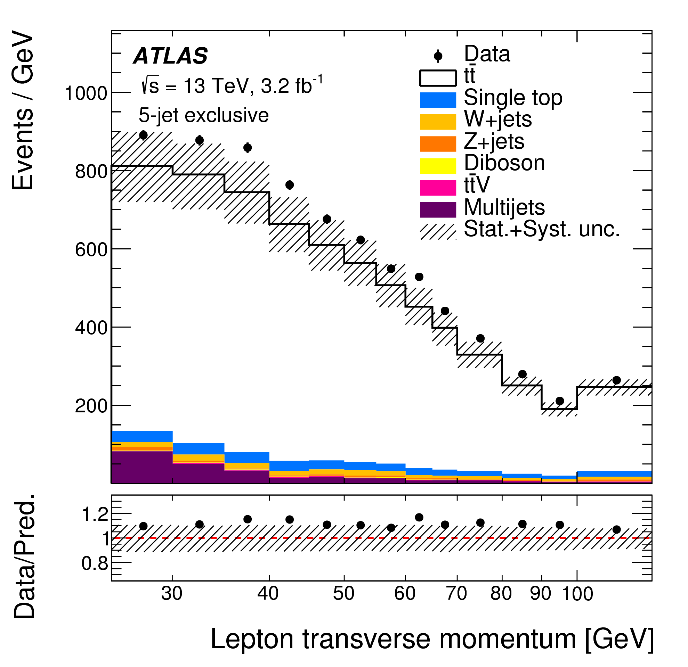 Events / GeV
ATLAS
√s = 13 TeV, 3.2 fb⁻¹
5-jet exclusive
Data
tt̄
Single top
W+jets
Z+jets
Diboson
tt̄V
Multijets
Stat.+Syst. unc.
1000
800
600
400
200
Data/Pred.
1.2
1
0.8
30 40 50 60 70 80 90 100
Lepton transverse momentum [GeV]